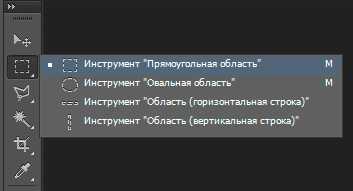 Инструмент "Прямоугольная область" M
Инструмент "Овальная область" M
Инструмент "Область (горизонтальная строка)"
Инструмент "Область (вертикальная строка)"